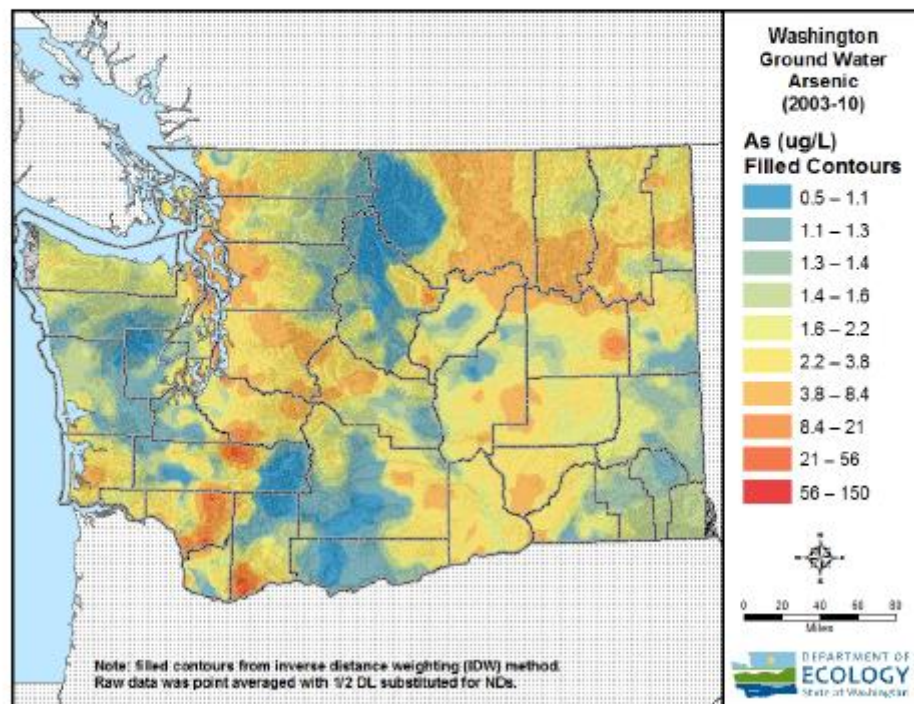 Washington
Ground Water
Arsenic
(2003-10)
As (ug/L)
Filled Contours
0.5 – 1.1
1.1 – 1.3
1.3 – 1.4
1.4 – 1.6
1.6 – 2.2
2.2 – 3.8
3.8 – 8.4
8.4 – 21
21 – 56
56 – 150
0 20 40 60 80
Miles
Note: filled contours from inverse distance weighting (IDW) method.
Raw data was point averaged with 1/2 DL substituted for NDs.
DEPARTMENT OF
ECOLOGY
State of Washington